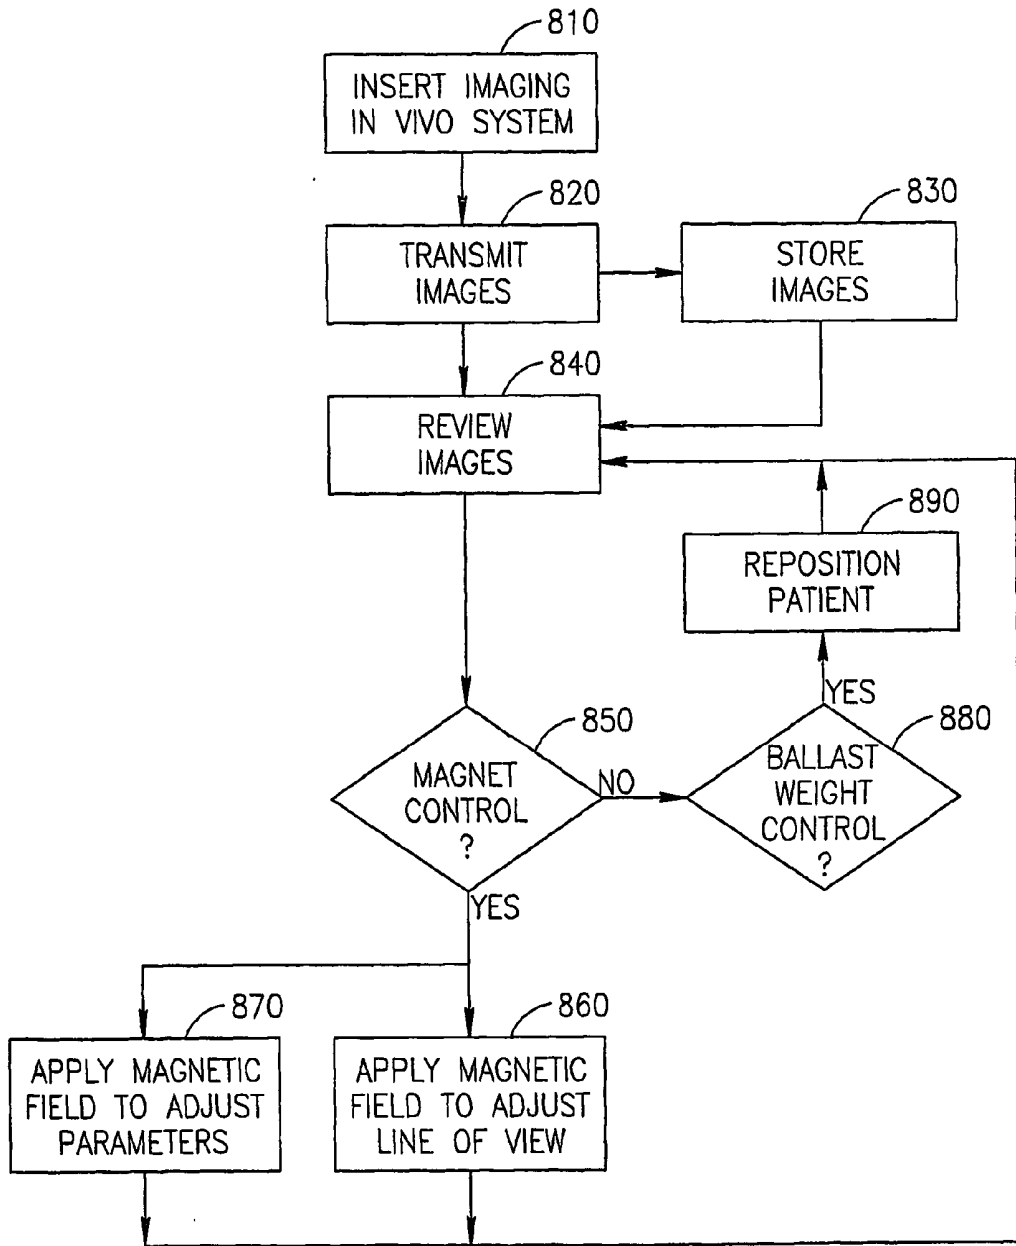 810
INSERT IMAGING
IN VIVO SYSTEM
820
TRANSMIT
IMAGES
830
STORE
IMAGES
840
REVIEW
IMAGES
890
REPOSITION
PATIENT
YES
850
MAGNET
CONTROL
?
NO
880
BALLAST
WEIGHT
CONTROL
?
YES
870
APPLY MAGNETIC
FIELD TO ADJUST
PARAMETERS
860
APPLY MAGNETIC
FIELD TO ADJUST
LINE OF VIEW